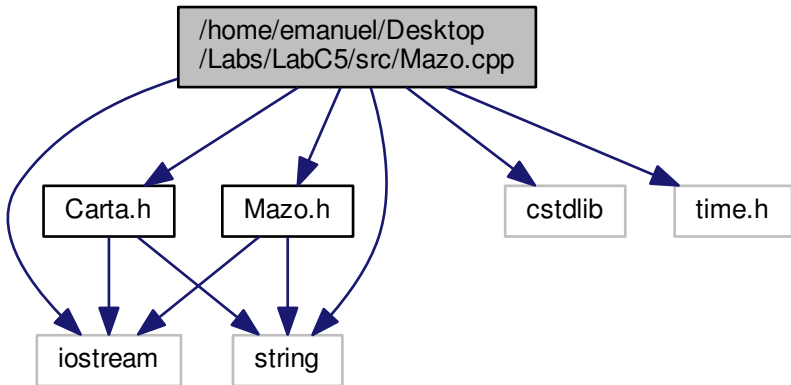 /home/emanuel/Desktop
/Labs/LabC5/src/Mazo.cpp
Carta.h
Mazo.h
cstdlib
time.h
iostream
string